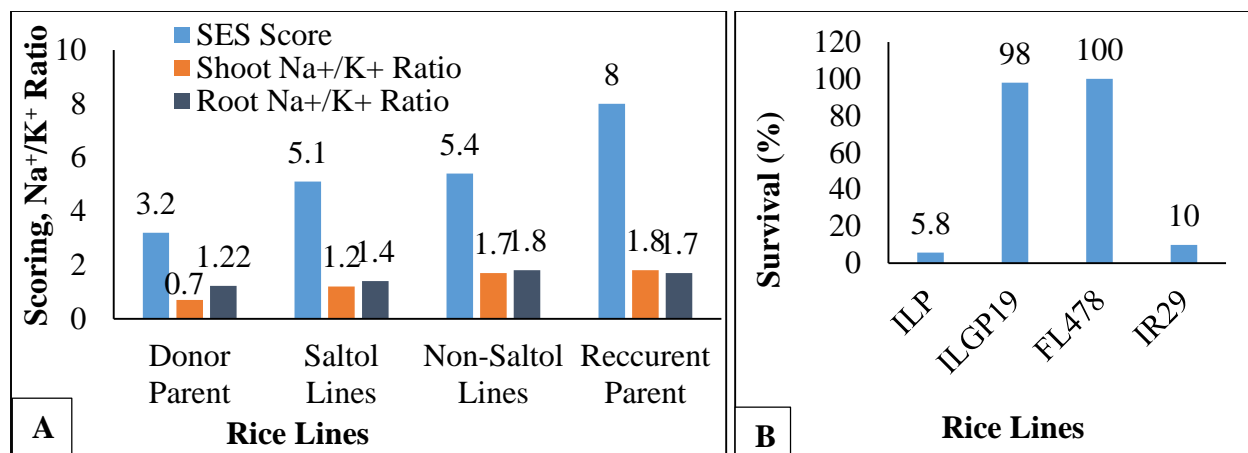 SES Score
Shoot Na+/K+ Ratio
Root Na+/K+ Ratio
Scoring, Na⁺/K⁺ Ratio
10
8
6
4
2
0
3.2
0.7
1.22
5.1
1.2
1.4
5.4
1.7
1.8
8
1.8
1.7
Donor
Parent
Saltol
Lines
Non-Saltol
Lines
Reccurent
Parent
Rice Lines
A
Survival (%)
120
100
80
60
40
20
0
5.8
98
100
10
ILP
ILGP19
FL478
IR29
Rice Lines
B